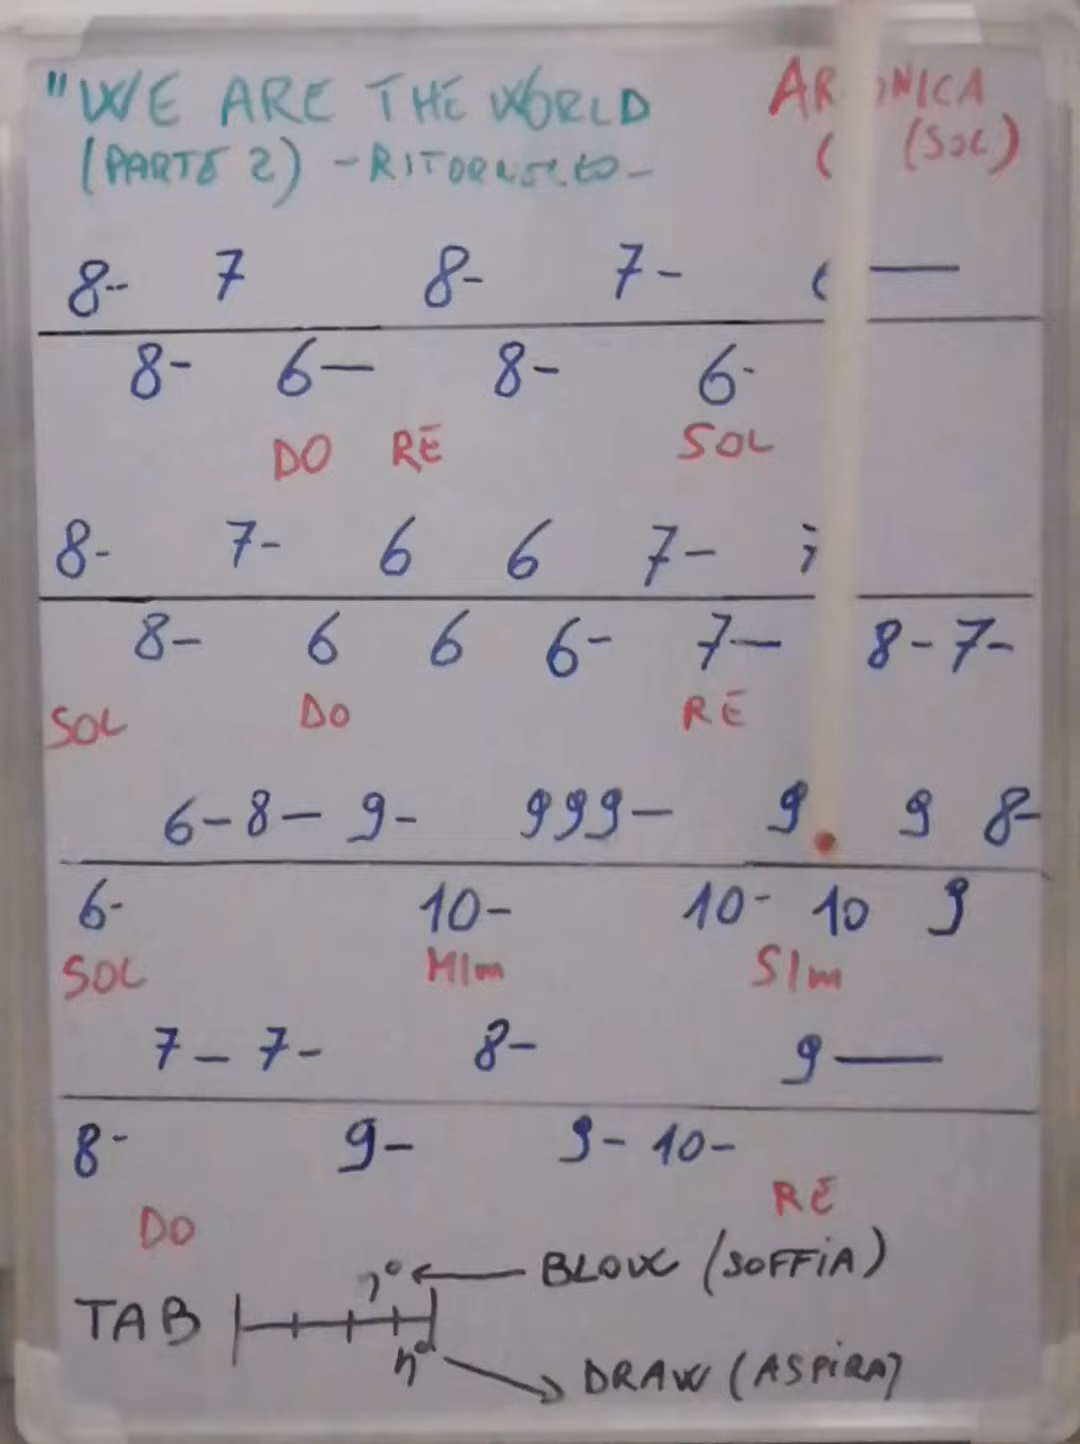 "WE ARE THE WORLD
(PARTE 2) -RITORNELLO-
(SOL)
8- 7 8- 7-
8- 6- 8- 6-
DO RE SOL
8- 7- 6 6 7-
8- 6 6 6- 7- 8- 7-
SOL DO RE
6- 8- 9- 999- 9 9 8-
6- 10- 10- 10 9
SOL MIm SIm
7- 7- 8- 9-
8- 9- 9- 10-
DO RE
n° BLOW (SOFFIA)
TAB
n° DRAW (ASPIRA)